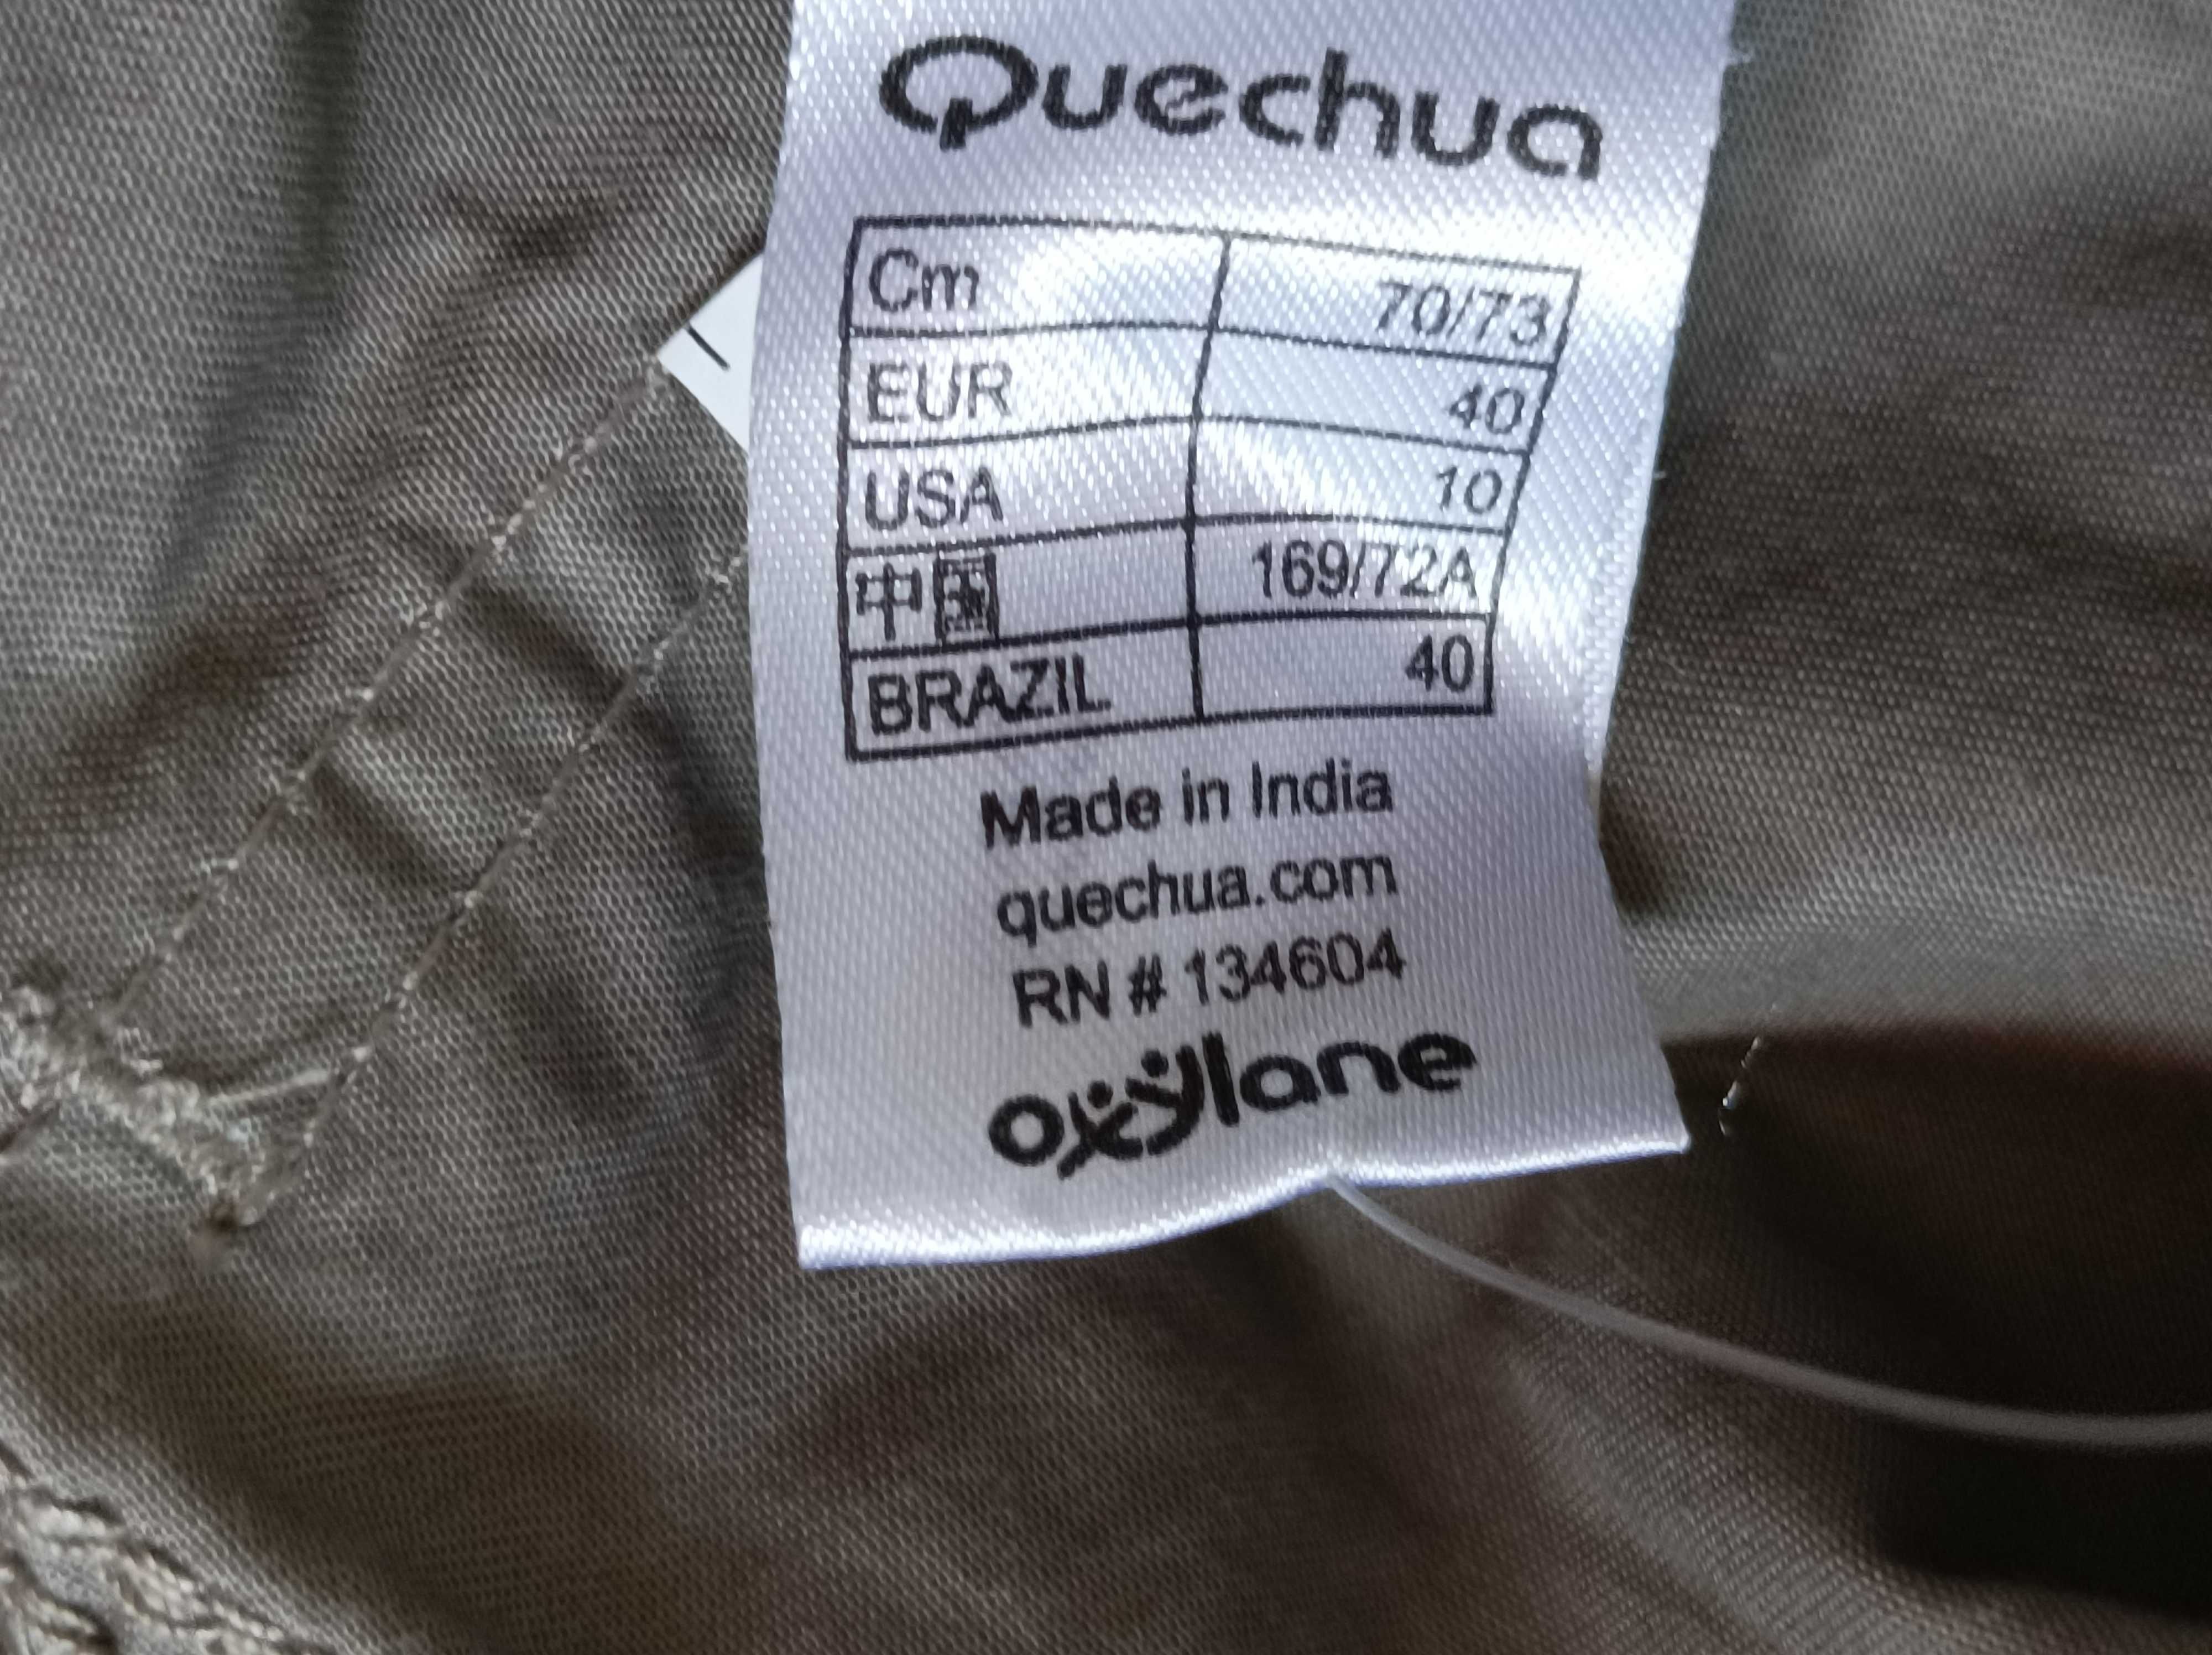 Quechua
Cm 70/73
EUR 40
USA 10
中国 169/72A
BRAZIL 40
Made in India
quechua.com
RN # 134604
oxylane